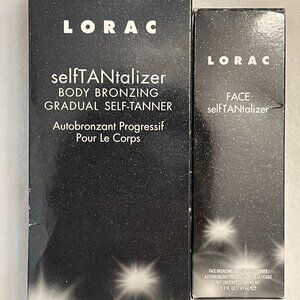 LORAC
selfTANtalizer
BODY BRONZING
GRADUAL SELF-TANNER
Autobronzant Progressif
Pour Le Corps
LORAC
FACE
selfTANtalizer